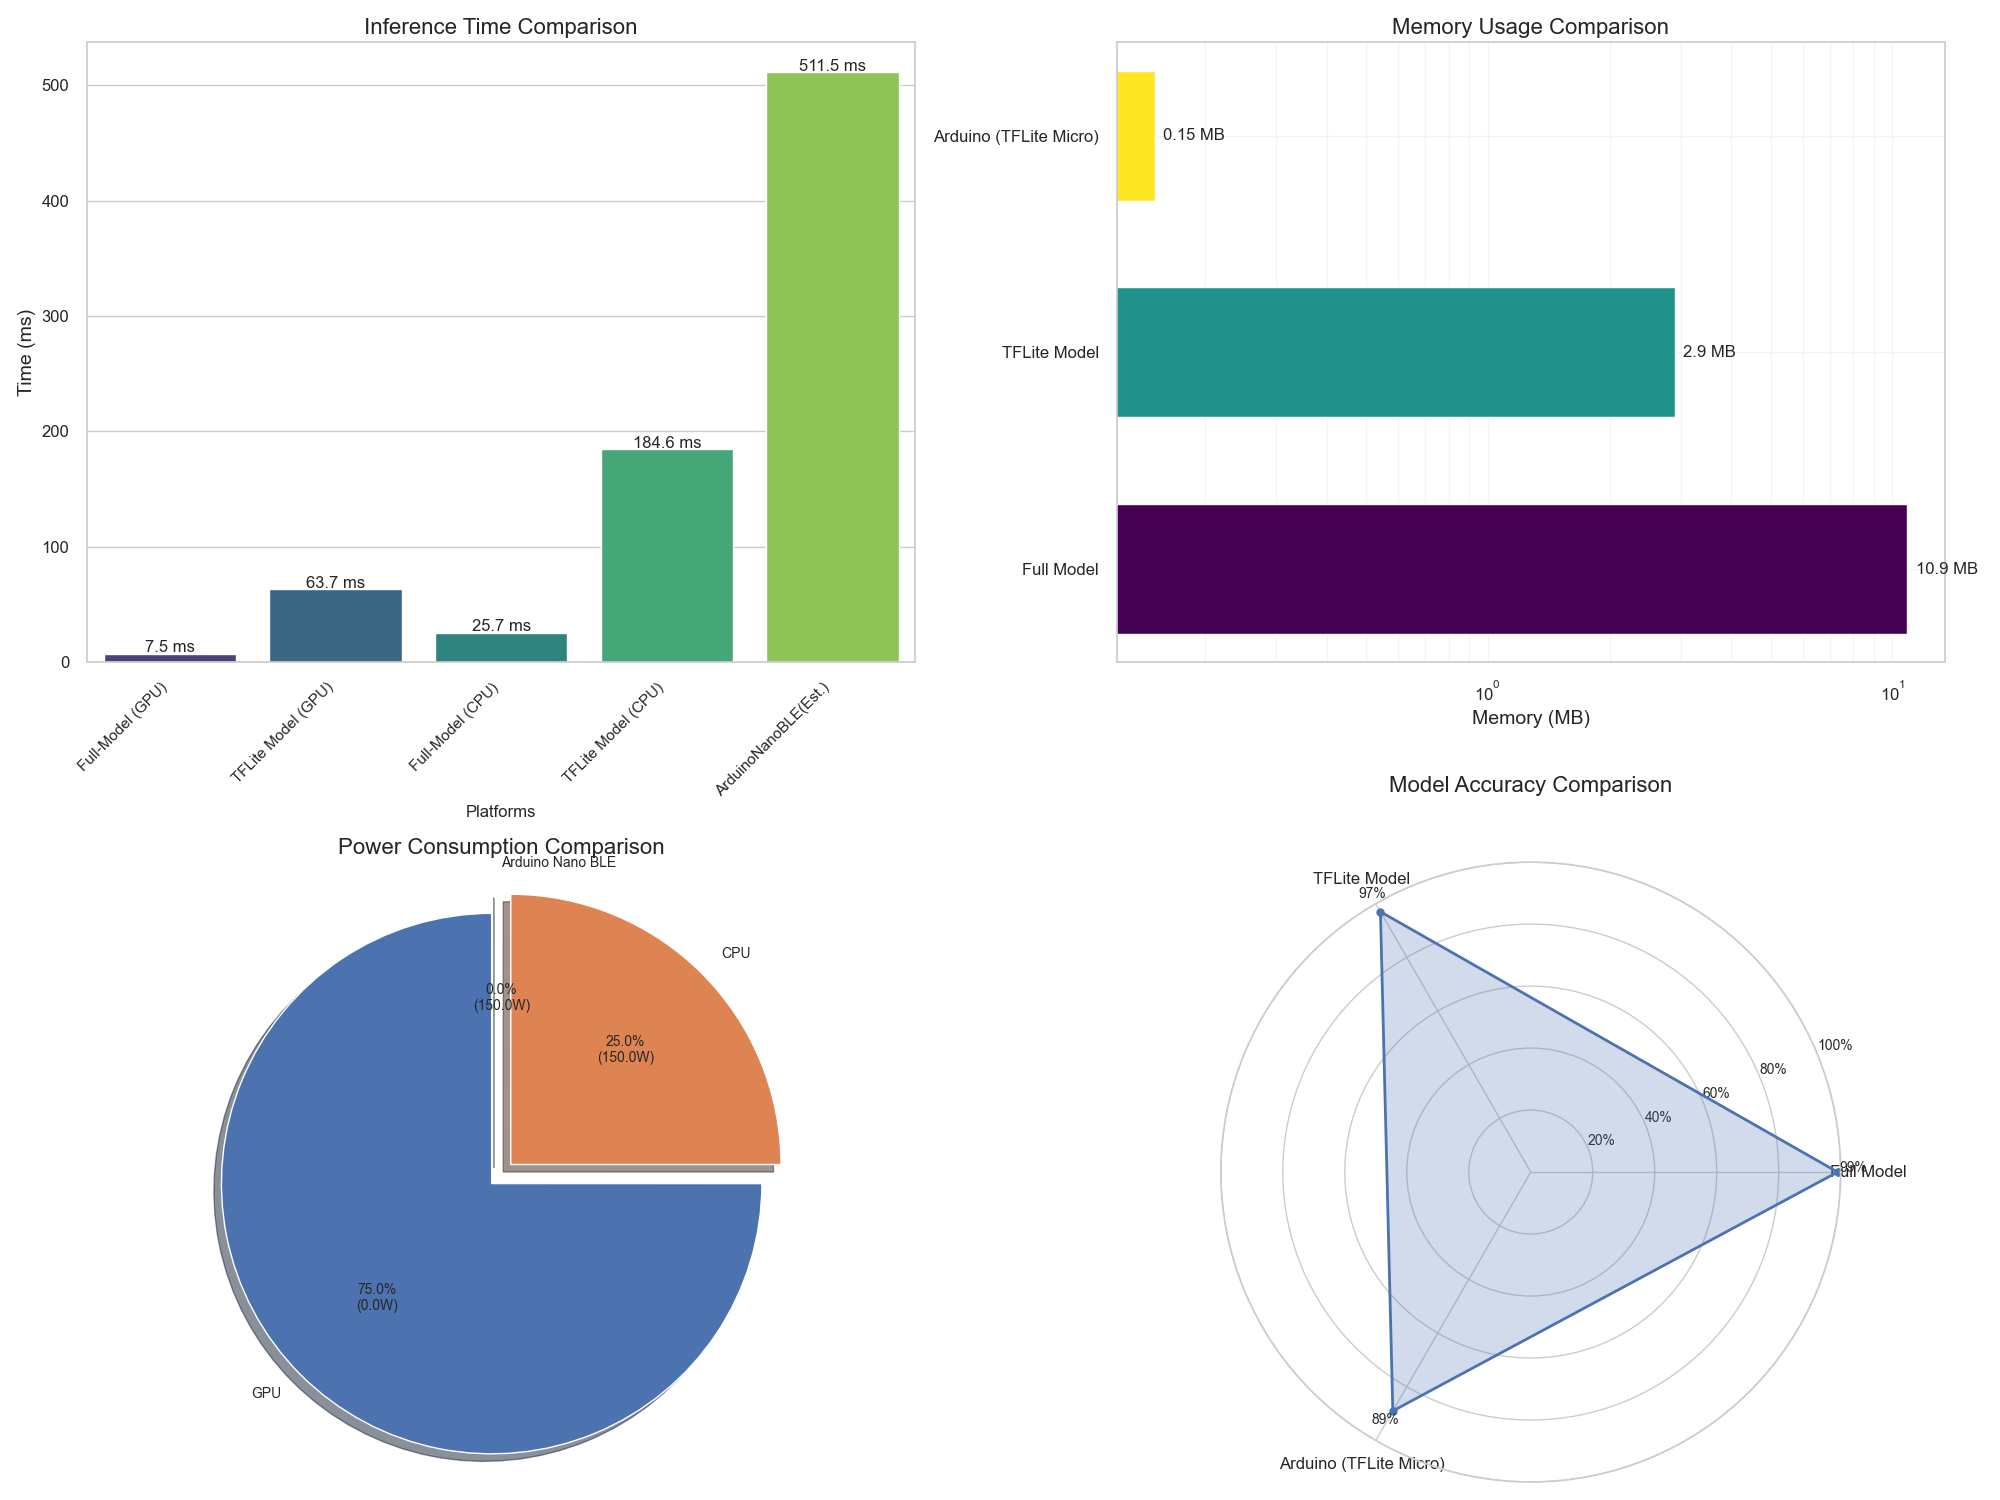 Inference Time Comparison
Time (ms)
500
400
300
200
100
0
511.5 ms
184.6 ms
63.7 ms
25.7 ms
7.5 ms
Full-Model (GPU)
TFLite Model (GPU)
Full-Model (CPU)
TFLite Model (CPU)
ArduinoNanoBLE(Est.)
Platforms
Memory Usage Comparison
Arduino (TFLite Micro)
0.15 MB
TFLite Model
2.9 MB
Full Model
10.9 MB
10⁰
10¹
Memory (MB)
Power Consumption Comparison
Arduino Nano BLE
CPU
0.0%
(150.0W)
25.0%
(150.0W)
75.0%
(0.0W)
GPU
Model Accuracy Comparison
TFLite Model
97%
100%
80%
60%
40%
20%
99%
Full Model
89%
Arduino (TFLite Micro)